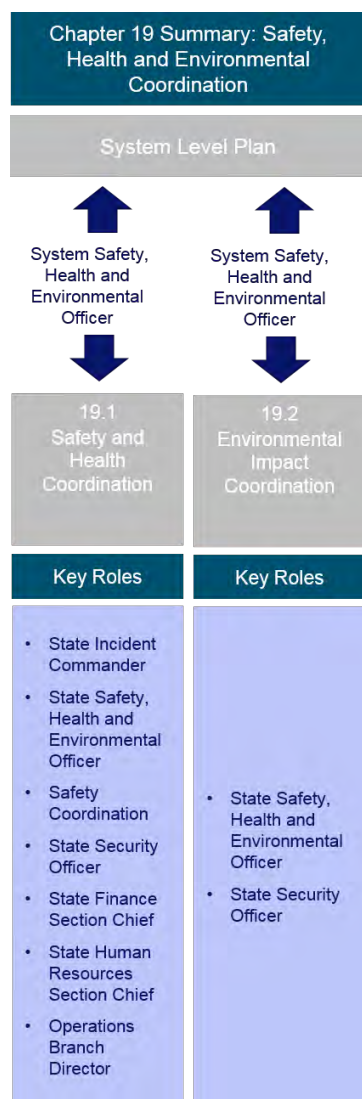 Chapter 19 Summary: Safety,
Health and Environmental
Coordination
System Level Plan
System Safety,
Health and
Environmental
Officer
System Safety,
Health and
Environmental
Officer
19.1
Safety and
Health
Coordination
19.2
Environmental
Impact
Coordination
Key Roles
• State Incident
Commander
• State Safety,
Health and
Environmental
Officer
• Safety
Coordination
• State Security
Officer
• State Finance
Section Chief
• State Human
Resources
Section Chief
• Operations
Branch
Director
Key Roles
• State Safety,
Health and
Environmental
Officer
• State Security
Officer